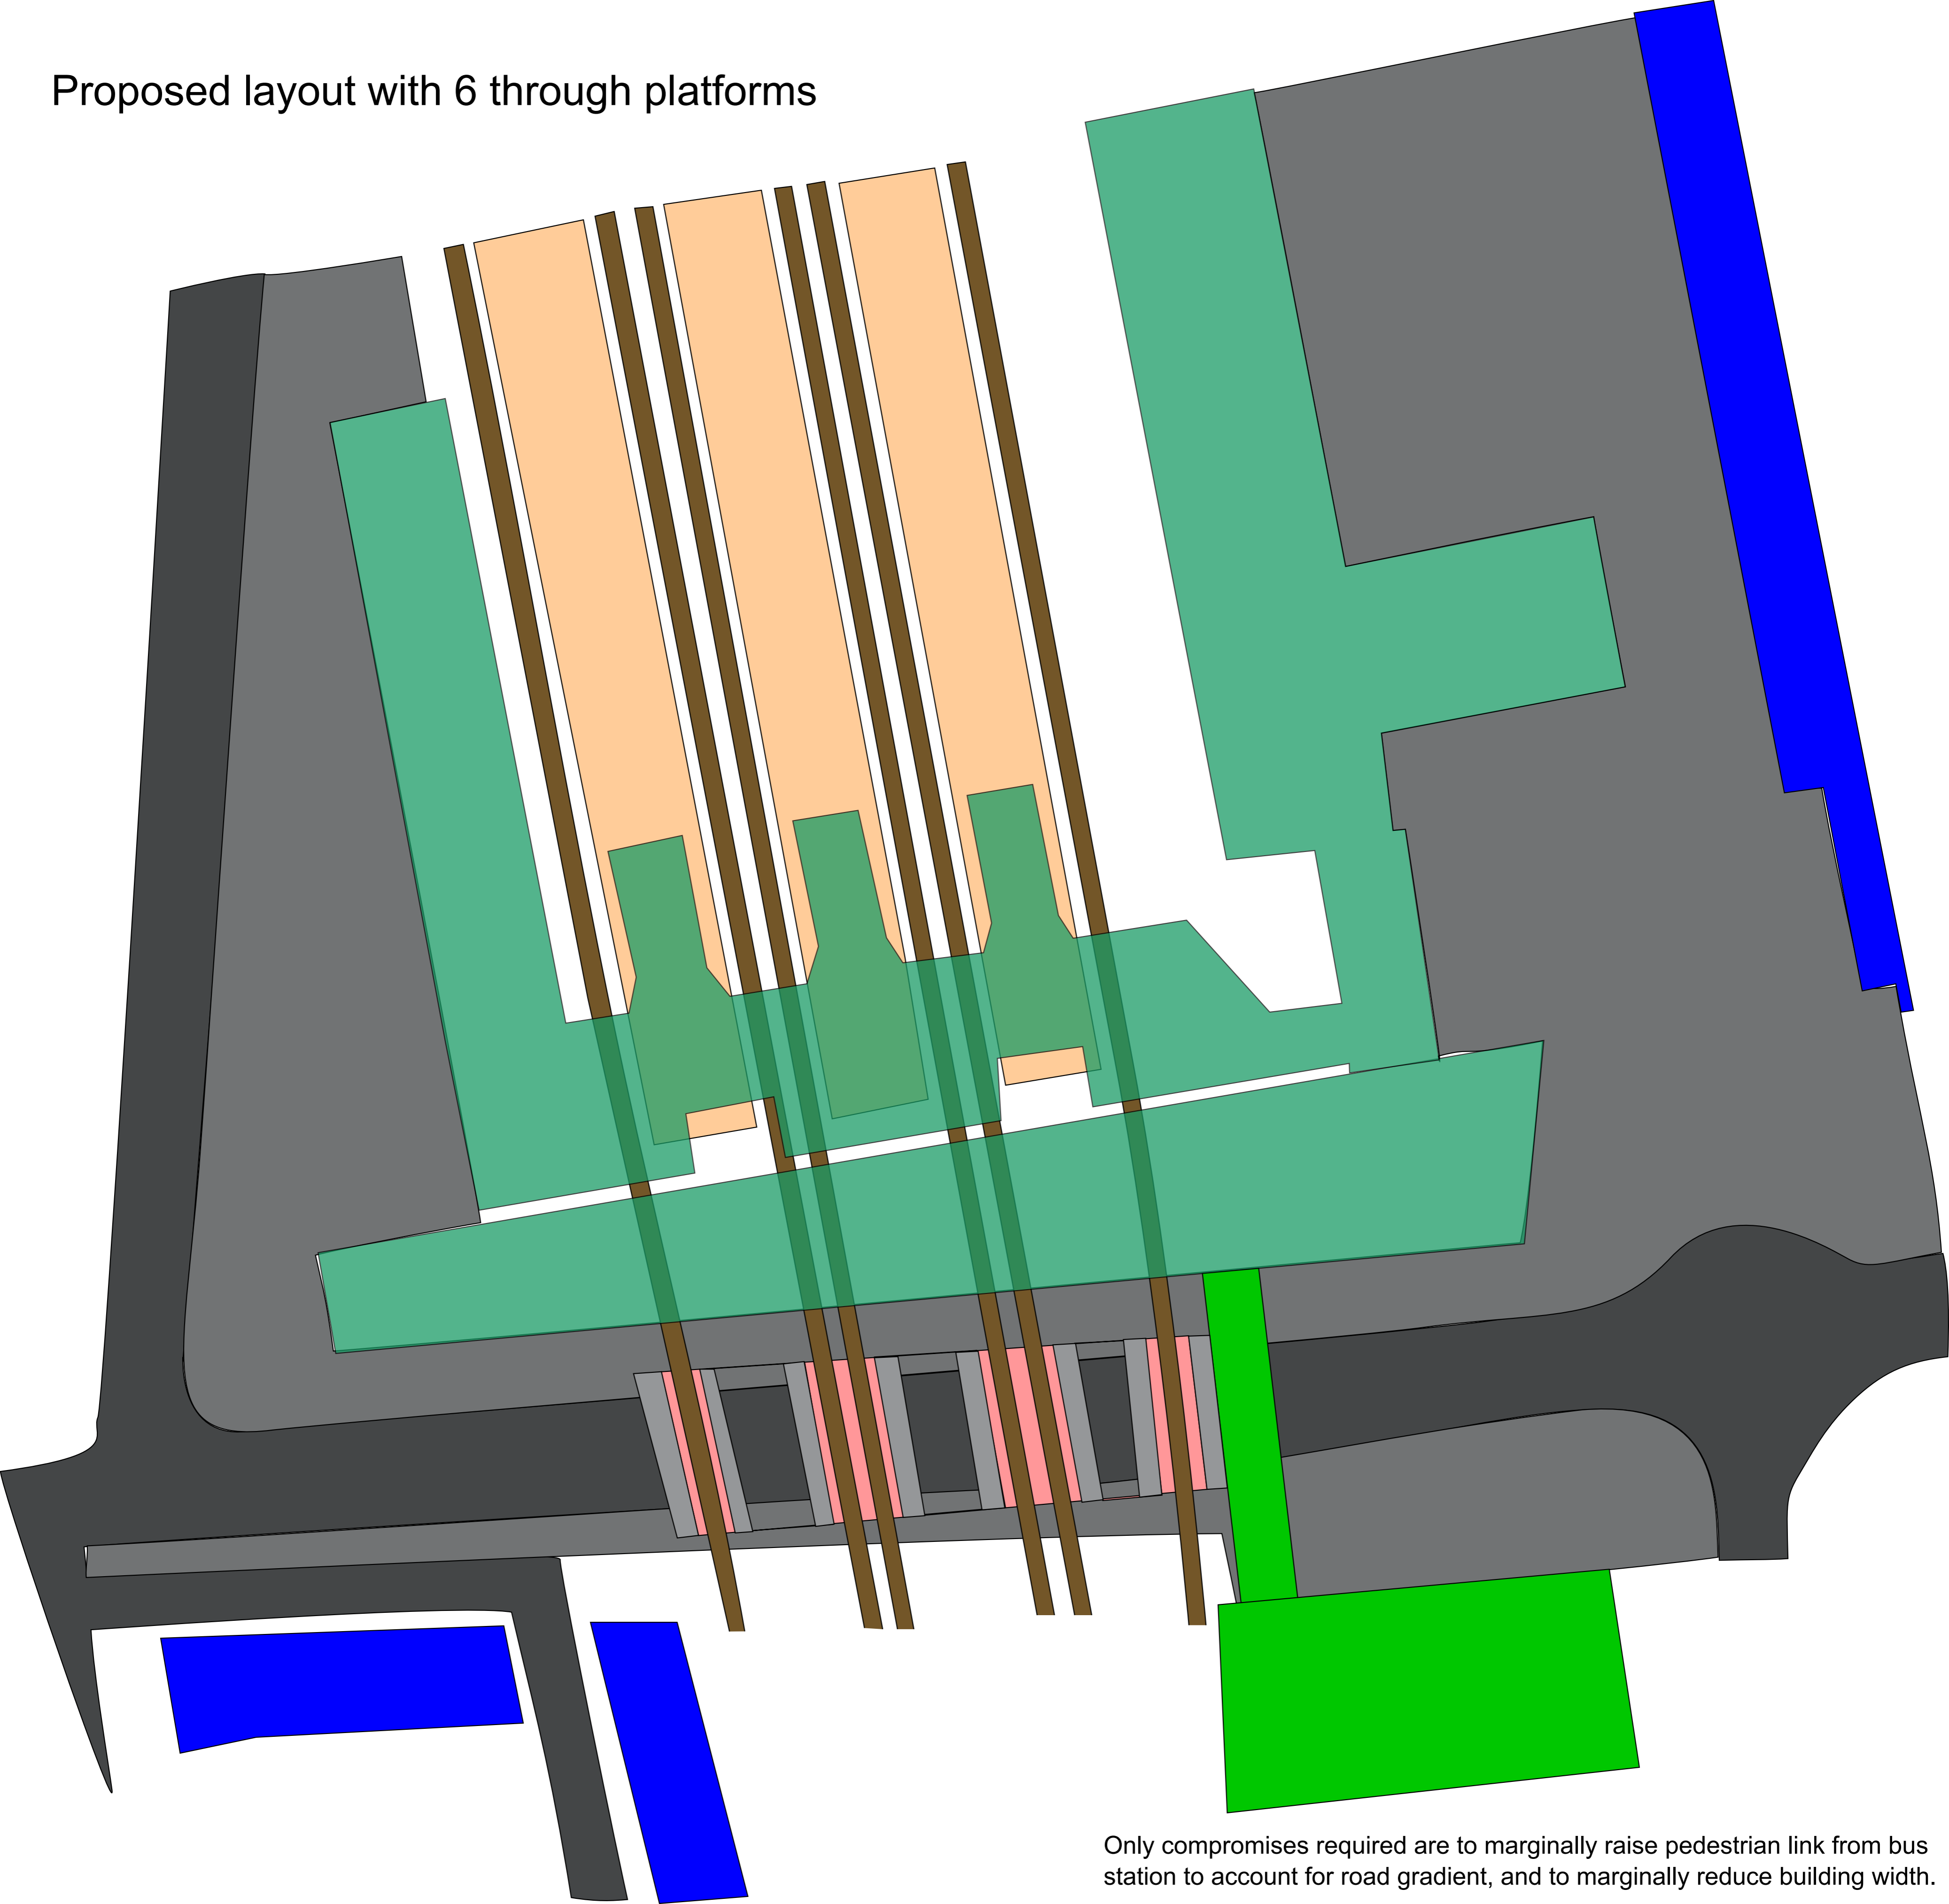 Proposed layout with 6 through platforms
Only compromises required are to marginally raise pedestrian link from bus
station to account for road gradient, and to marginally reduce building width.